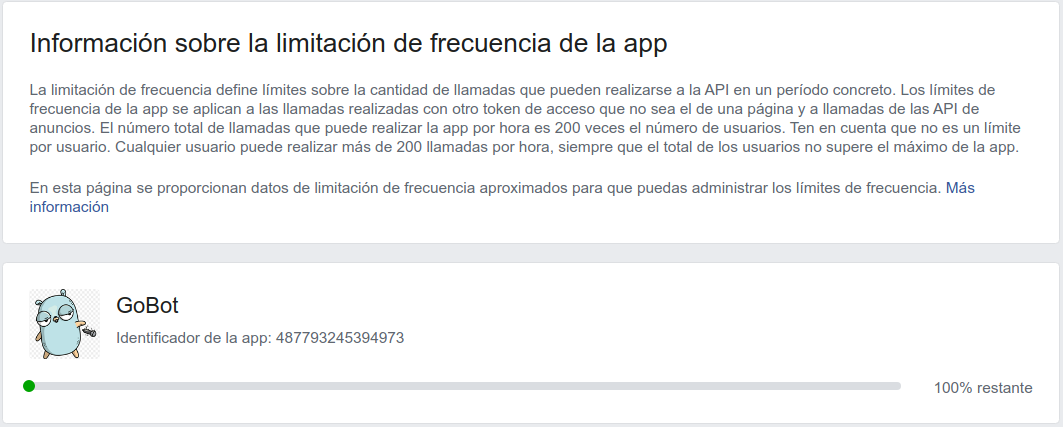 Información sobre la limitación de frecuencia de la app
La limitación de frecuencia define límites sobre la cantidad de llamadas que pueden realizarse a la API en un período concreto. Los límites de
frecuencia de la app se aplican a las llamadas realizadas con otro token de acceso que no sea el de una página y a llamadas de las API de
anuncios. El número total de llamadas que puede realizar la app por hora es 200 veces el número de usuarios. Ten en cuenta que no es un límite
por usuario. Cualquier usuario puede realizar más de 200 llamadas por hora, siempre que el total de los usuarios no supere el máximo de la app.
En esta página se proporcionan datos de limitación de frecuencia aproximados para que puedas administrar los límites de frecuencia. Más
información
GoBot
Identificador de la app: 487793245394973
100% restante